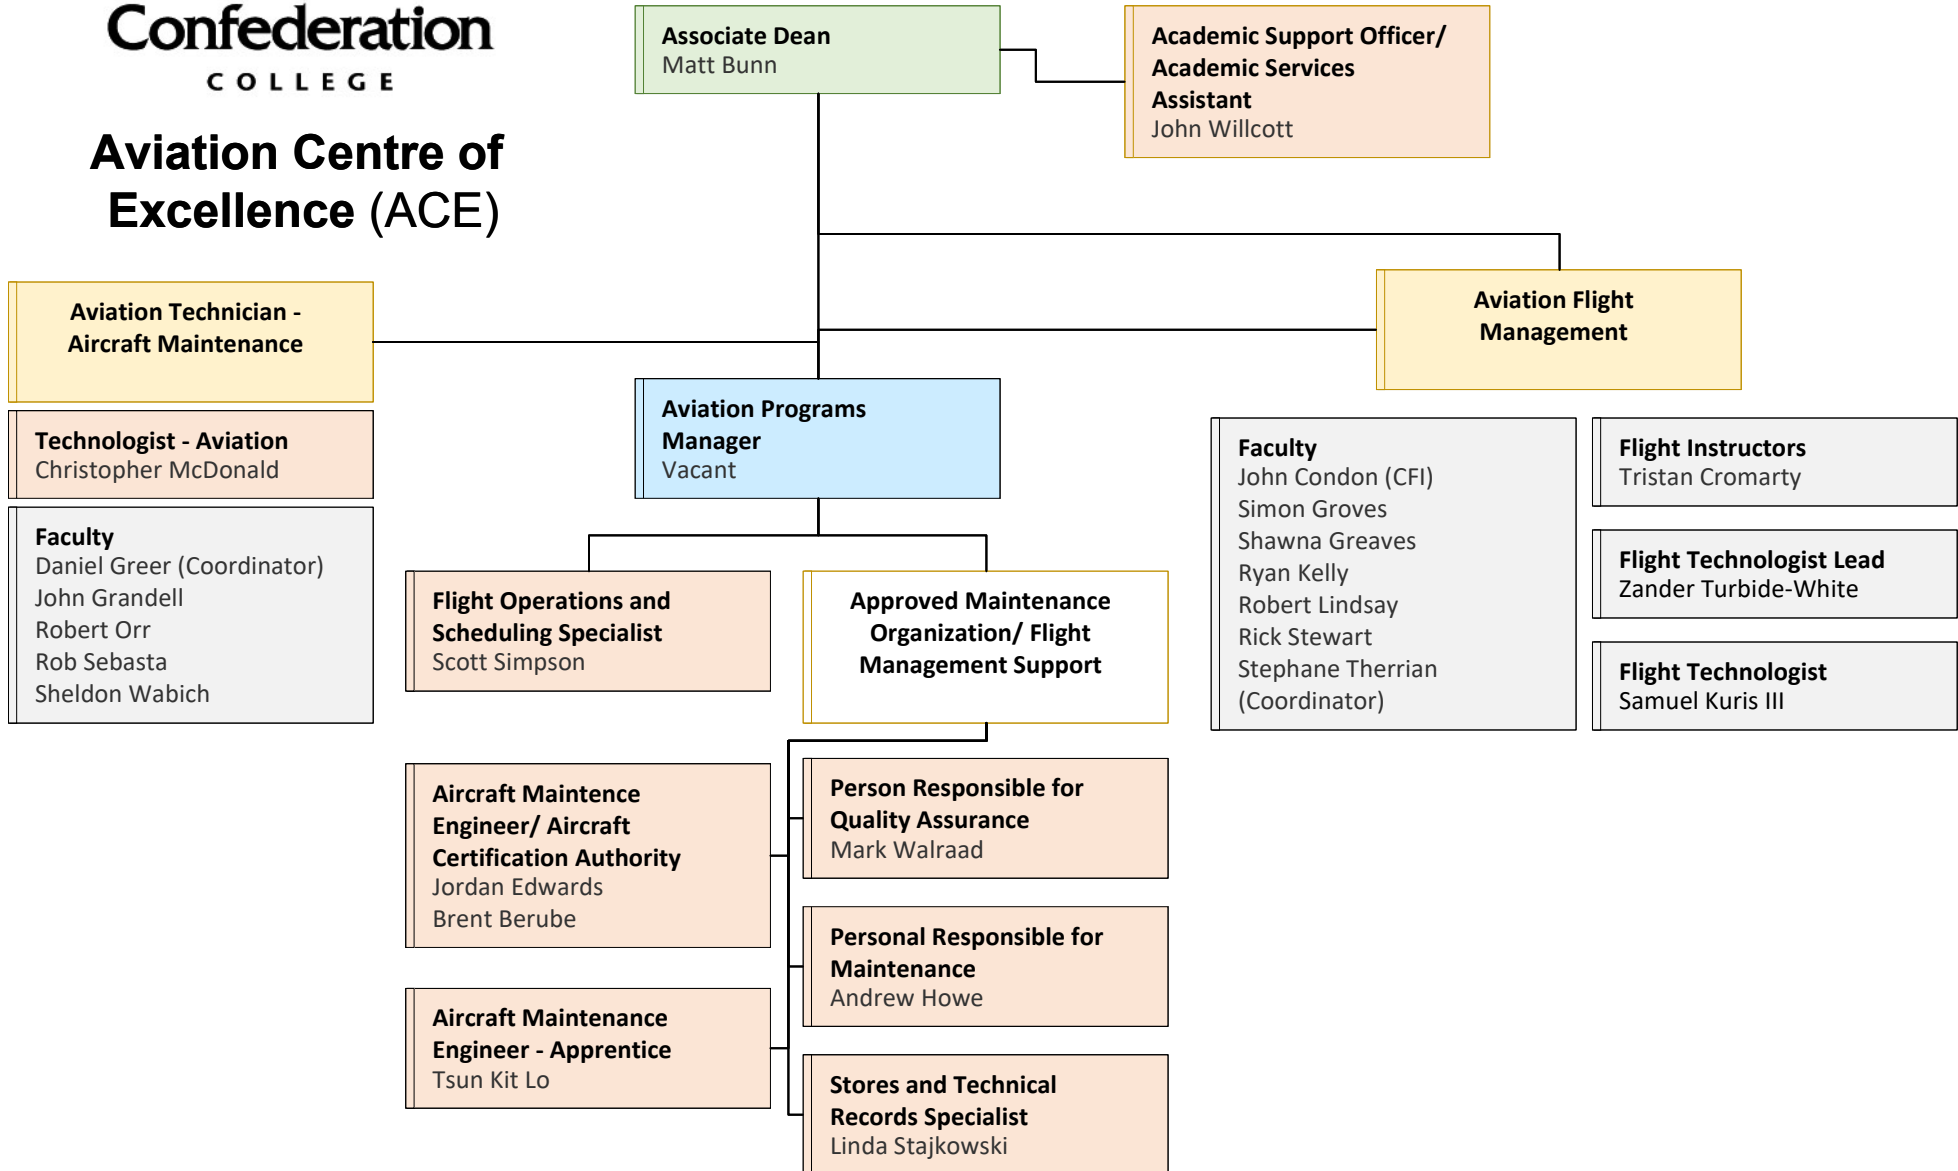 Confederation
COLLEGE
Aviation Centre of
Excellence (ACE)
Associate Dean
Matt Bunn
Academic Support Officer/
Academic Services
Assistant
John Willcott
Aviation Technician -
Aircraft Maintenance
Aviation Flight
Management
Technologist - Aviation
Christopher McDonald
Faculty
Daniel Greer (Coordinator)
John Grandell
Robert Orr
Rob Sebasta
Sheldon Wabich
Aviation Programs
Manager
Vacant
Faculty
John Condon (CFI)
Simon Groves
Shawna Greaves
Ryan Kelly
Robert Lindsay
Rick Stewart
Stephane Therrian
(Coordinator)
Flight Instructors
Tristan Cromarty
Flight Technologist Lead
Zander Turbide-White
Flight Technologist
Samuel Kuris III
Flight Operations and
Scheduling Specialist
Scott Simpson
Approved Maintenance
Organization/ Flight
Management Support
Aircraft Maintence
Engineer/ Aircraft
Certification Authority
Jordan Edwards
Brent Berube
Aircraft Maintenance
Engineer - Apprentice
Tsun Kit Lo
Person Responsible for
Quality Assurance
Mark Walraad
Personal Responsible for
Maintenance
Andrew Howe
Stores and Technical
Records Specialist
Linda Stajkowski